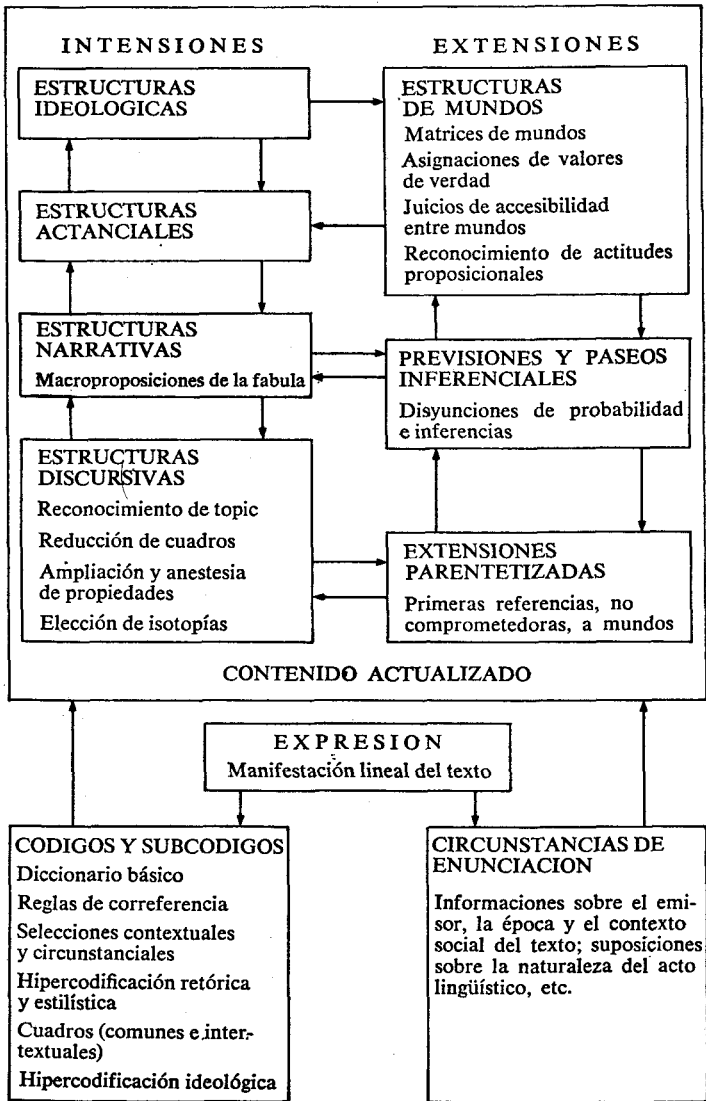 INTENSIONES
ESTRUCTURAS
IDEOLOGICAS
ESTRUCTURAS
ACTANCIALES
ESTRUCTURAS
NARRATIVAS
Macroproposiciones de la fabula
ESTRUCTURAS
DISCURSIVAS
Reconocimiento de topic
Reducción de cuadros
Ampliación y anestesia
de propiedades
Elección de isotopías
EXTENSIONES
ESTRUCTURAS
DE MUNDOS
Matrices de mundos
Asignaciones de valores
de verdad
Juicios de accesibilidad
entre mundos
Reconocimiento de actitudes
proposicionales
PREVISIONES Y PASEOS
INFERENCIALES
Disyunciones de probabilidad
e inferencias
EXTENSIONES
PARENTETIZADAS
Primeras referencias, no
comprometedoras, a mundos
CONTENIDO ACTUALIZADO
EXPRESION
Manifestación lineal del texto
CODIGOS Y SUBCODIGOS
Diccionario básico
Reglas de correferencia
Selecciones contextuales
y circunstanciales
Hipercodificación retórica
y estilística
Cuadros (comunes e inter-
textuales)
Hipercodificación ideológica
CIRCUNSTANCIAS DE
ENUNCIACION
Informaciones sobre el emi-
sor, la época y el contexto
social del texto; suposiciones
sobre la naturaleza del acto
lingüístico, etc.